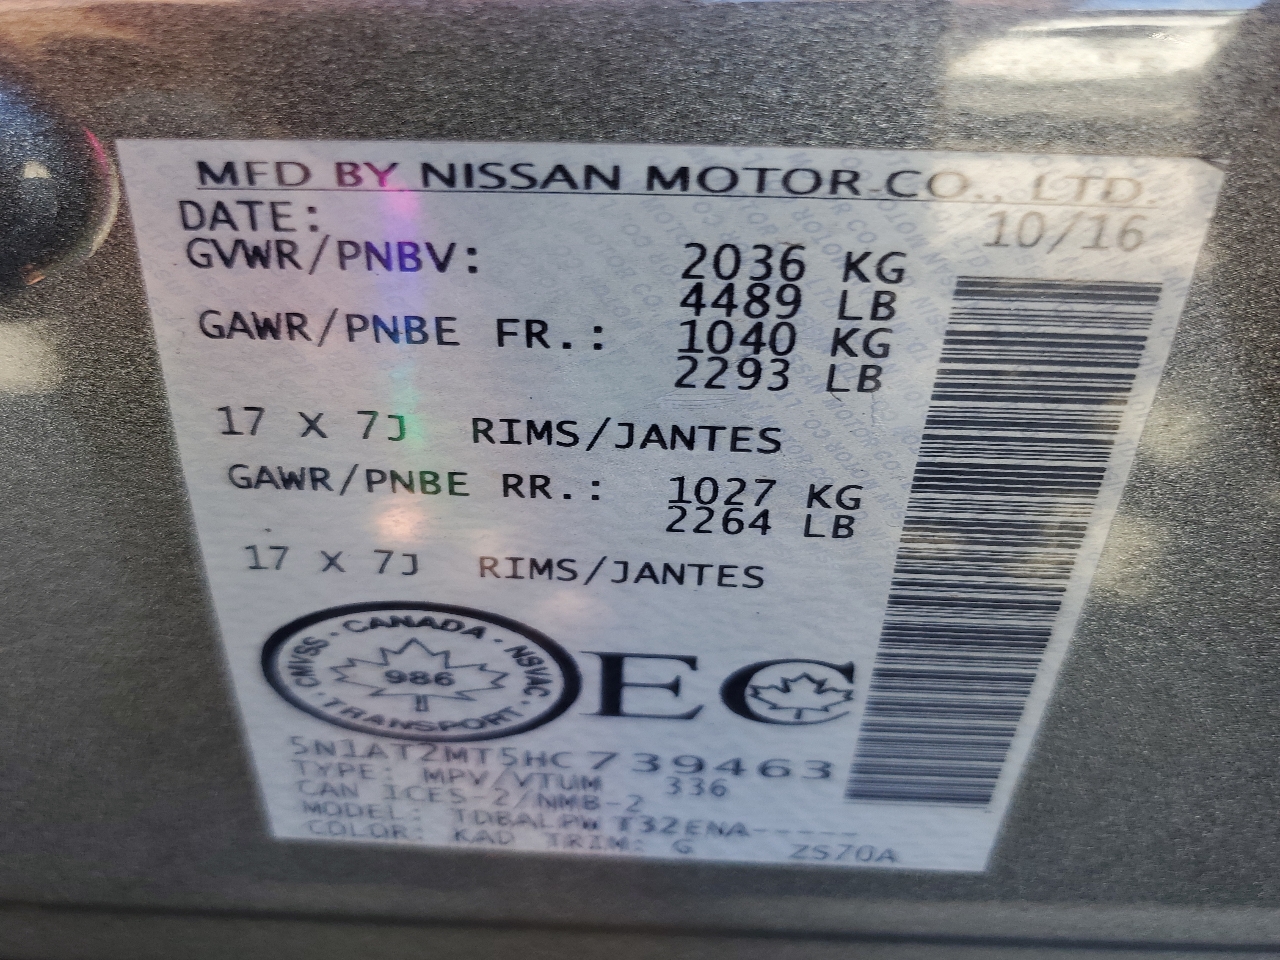 MFD BY NISSAN MOTOR CO., LTD.
DATE: 10/16
GVWR/PNBV: 2036 KG
4489 LB
GAWR/PNBE FR.: 1040 KG
2293 LB
17 X 7J RIMS/JANTES
GAWR/PNBE RR.: 1027 KG
2264 LB
17 X 7J RIMS/JANTES
CANADA · NSVAC · TRANSPORT · CMVSS ·
986
EC
5N1AT2MT5HC739463
TYPE: MPV/VTUM 336
CAN ICES-2/NMB-2
MODEL: TDBALPW T32ENA-----
COLOR: KAD TRIM: G ZS70A